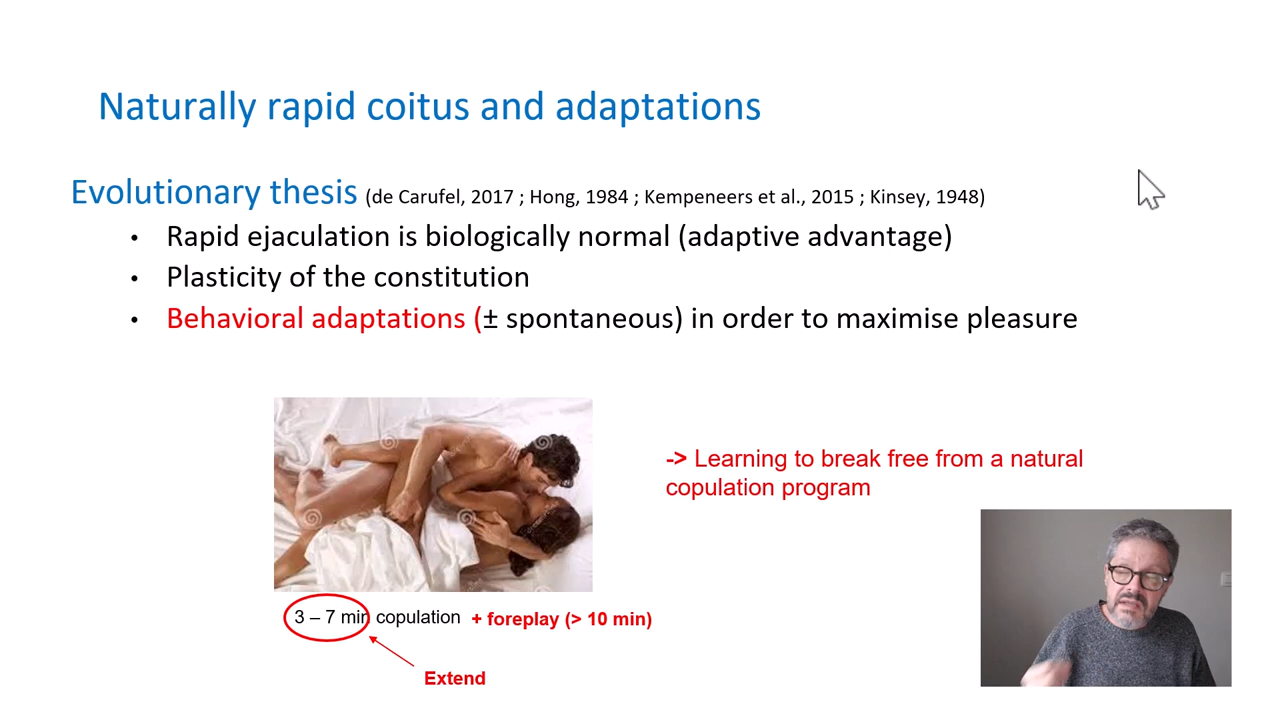 Naturally rapid coitus and adaptations
Evolutionary thesis (de Carufel, 2017 ; Hong, 1984 ; Kempeneers et al., 2015 ; Kinsey, 1948)
• Rapid ejaculation is biologically normal (adaptive advantage)
• Plasticity of the constitution
• Behavioral adaptations (± spontaneous) in order to maximise pleasure
-> Learning to break free from a natural
copulation program
3 – 7 min copulation + foreplay (> 10 min)
Extend